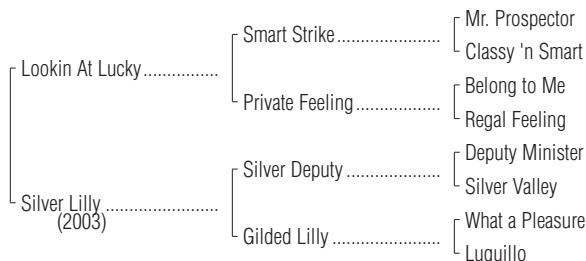 Mr. Prospector
Smart Strike
Classy 'n Smart
Lookin At Lucky
Belong to Me
Private Feeling
Regal Feeling
Deputy Minister
Silver Deputy
Silver Valley
Silver Lilly
(2003)
What a Pleasure
Gilded Lilly
Luquillo